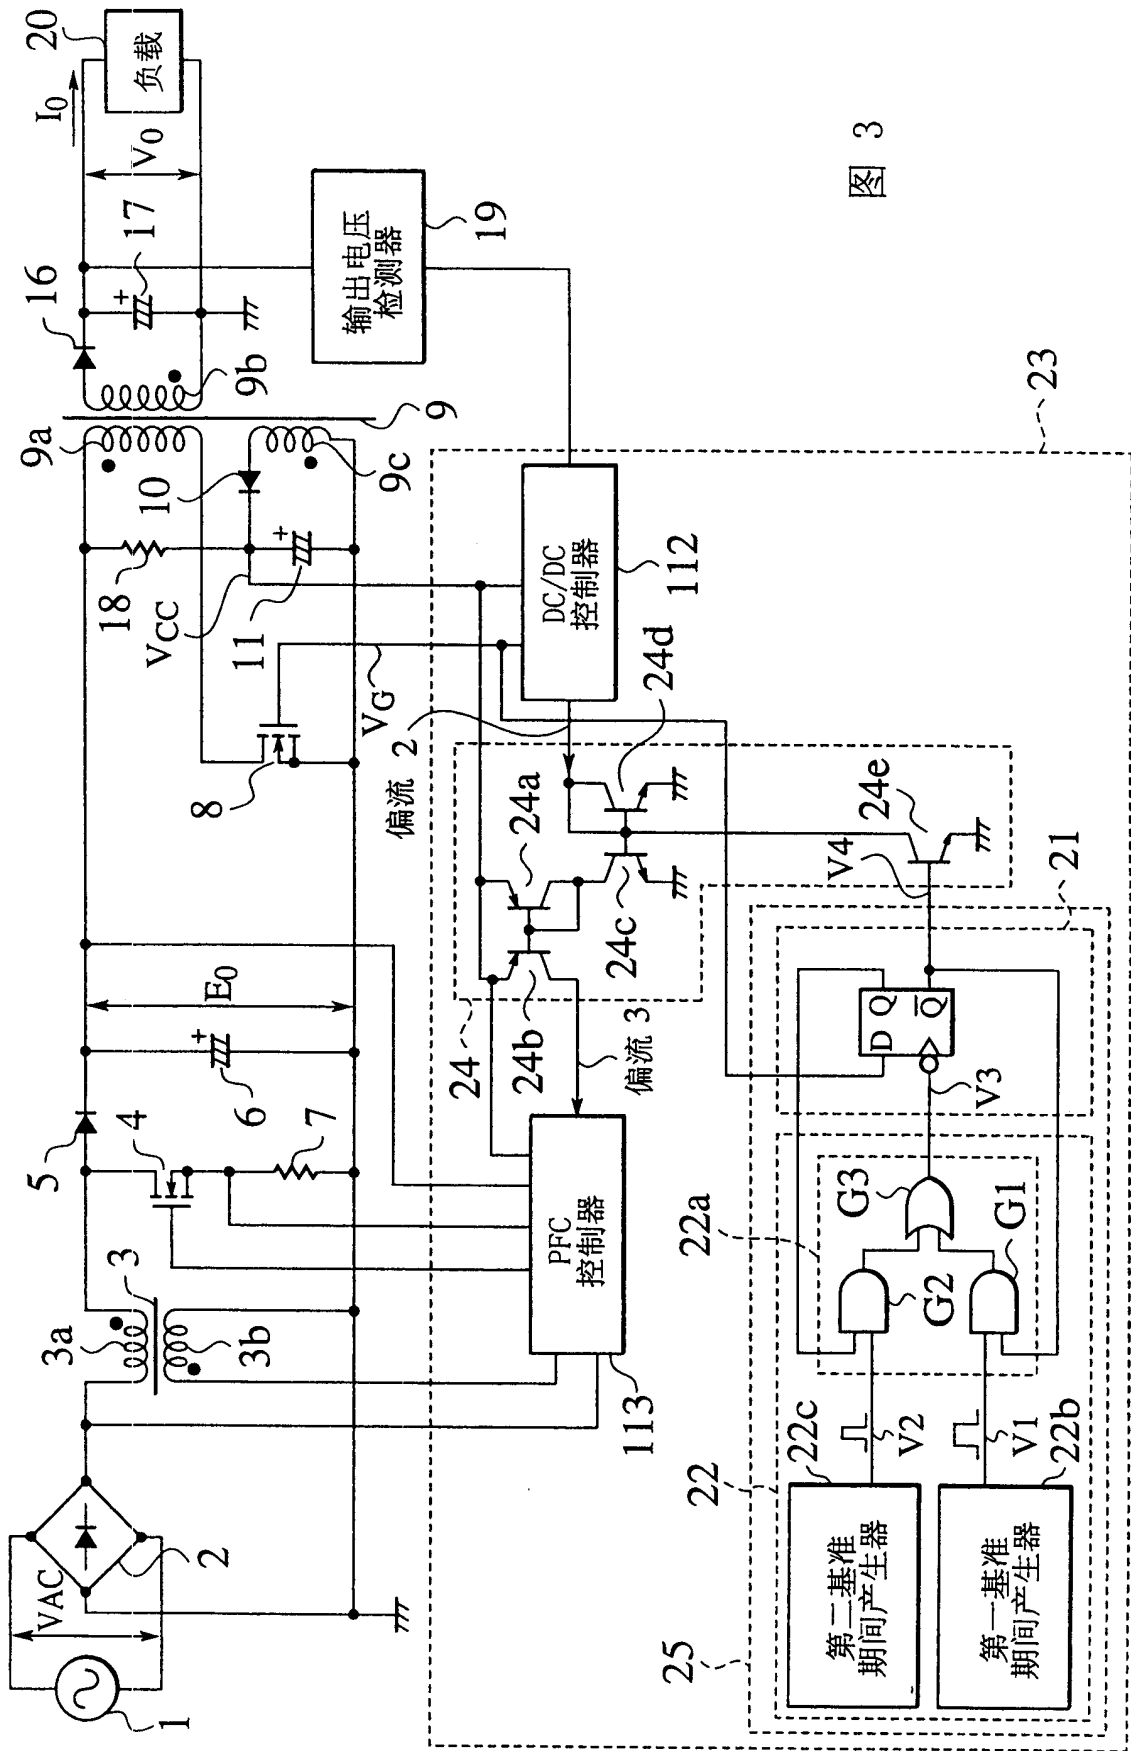 1
VAC
2
3a
3
3b
5
4
6
7
E0
18
VCC
11
10
9a
9
9b
9c
16
17
V0
I0
20
负载
8
VG
偏流 2
输出电压
检测器
19
23
DC/DC
控制器
112
24a
24b
24c
24d
24e
24
偏流 3
PFC
控制器
113
V4
21
D
Q
Q̅
V3
22a
G3
G2
G1
22
22c
V2
V1
22b
25
第二基准
期间产生器
第一基准
期间产生器
图 3